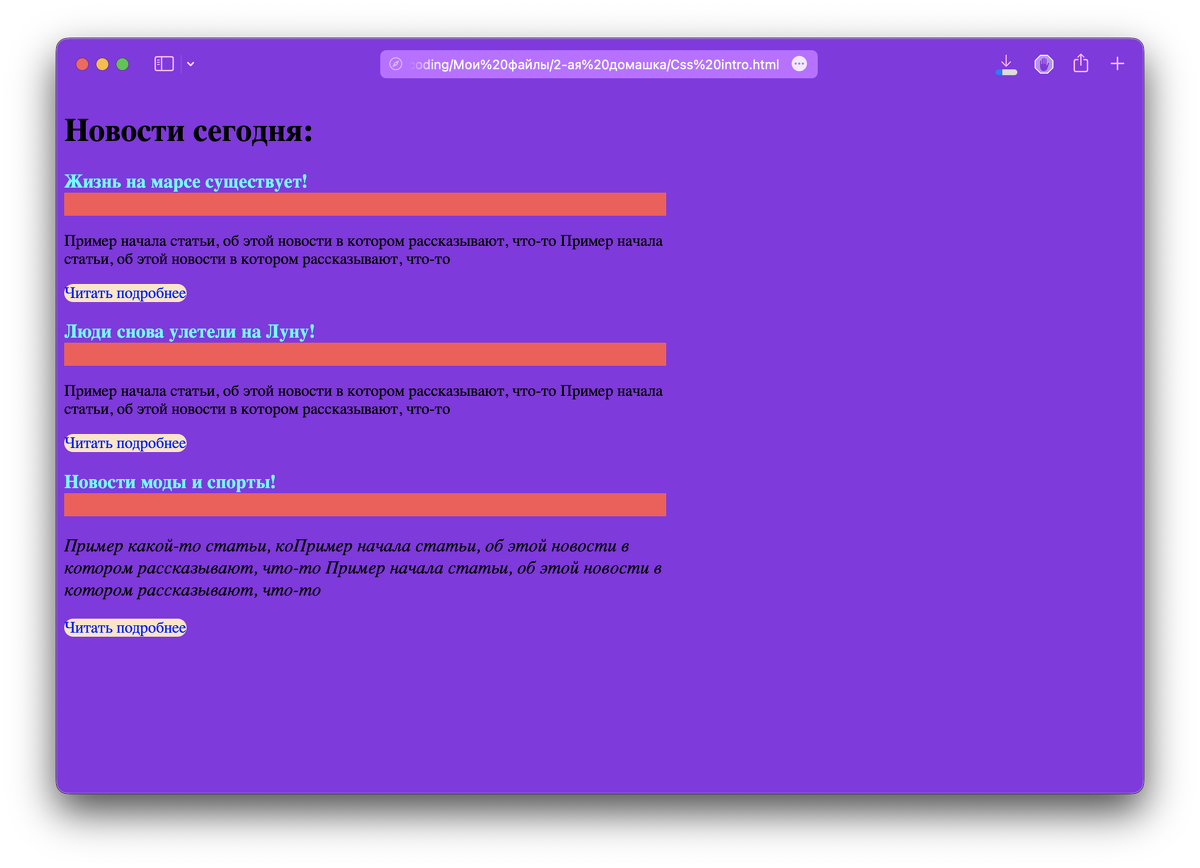 oding/Мои%20файлы/2-ая%20домашка/Css%20intro.html
Новости сегодня:
Жизнь на марсе существует!
Пример начала статьи, об этой новости в котором рассказывают, что-то Пример начала
статьи, об этой новости в котором рассказывают, что-то
Читать подробнее
Люди снова улетели на Луну!
Пример начала статьи, об этой новости в котором рассказывают, что-то Пример начала
статьи, об этой новости в котором рассказывают, что-то
Читать подробнее
Новости моды и спорты!
Пример какой-то статьи, коПример начала статьи, об этой новости в
котором рассказывают, что-то Пример начала статьи, об этой новости в
котором рассказывают, что-то
Читать подробнее